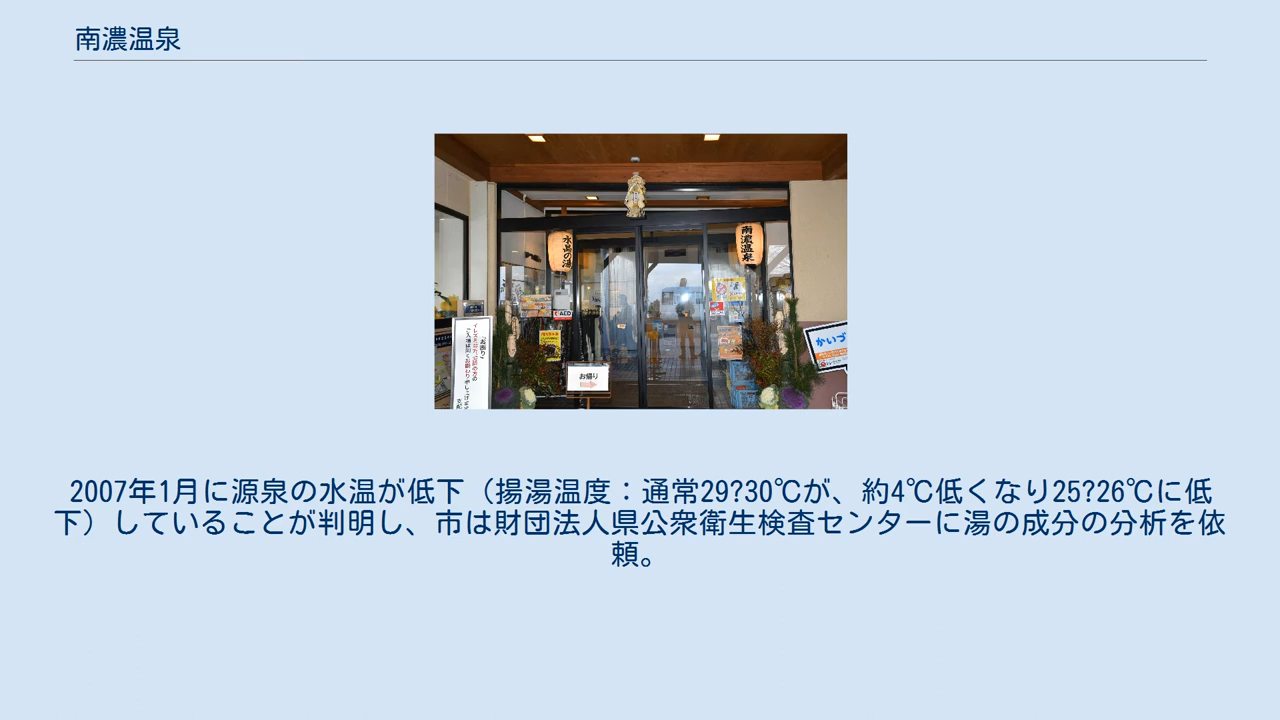 南濃温泉
水晶の湯
南濃温泉
AED
お断り
お帰り
かいづ
2007年1月に源泉の水温が低下（揚湯温度：通常29?30℃が、約4℃低くなり25?26℃に低
下）していることが判明し、市は財団法人県公衆衛生検査センターに湯の成分の分析を依
頼。